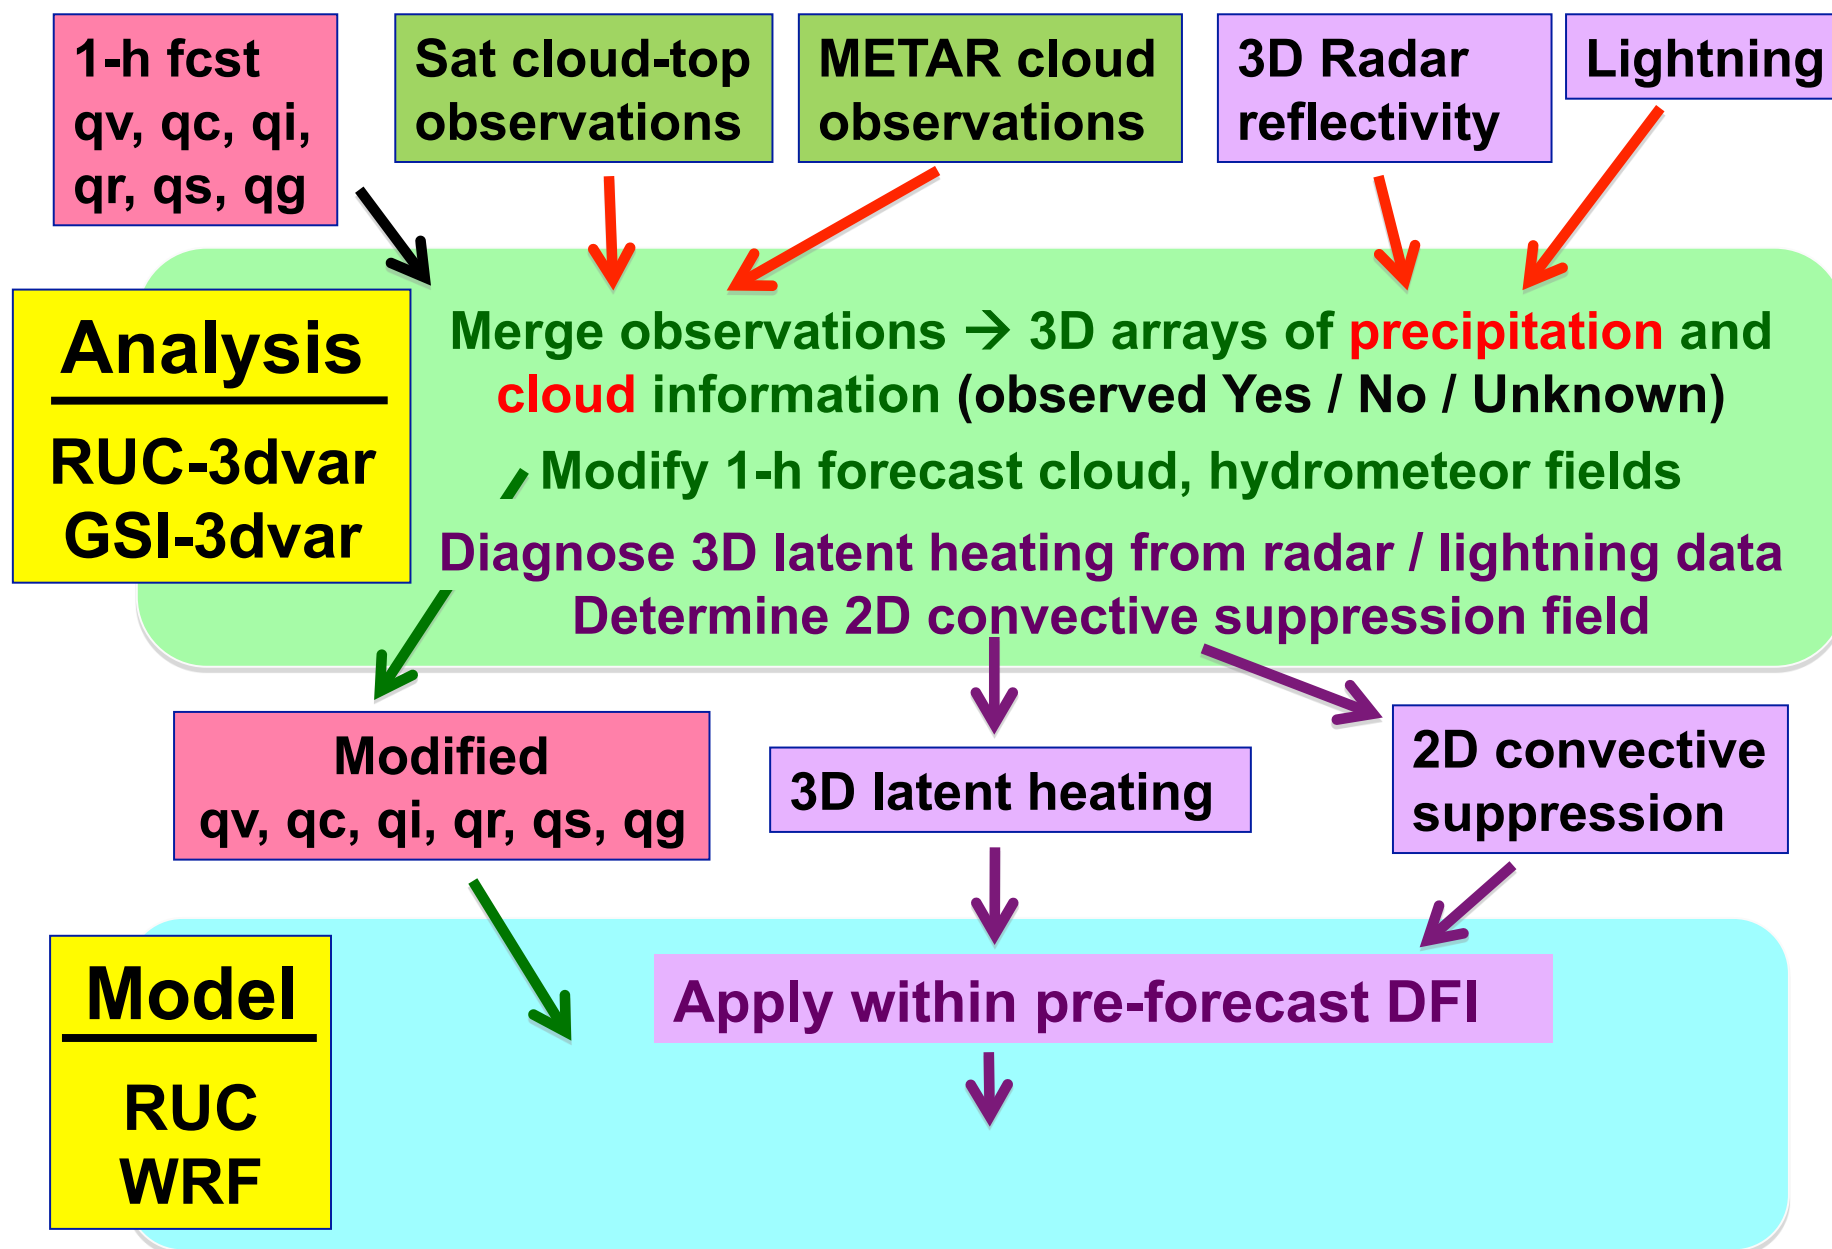 1-h fcst
qv, qc, qi,
qr, qs, qg
Sat cloud-top
observations
METAR cloud
observations
3D Radar
reflectivity
Lightning
Analysis
RUC-3dvar
GSI-3dvar
Merge observations → 3D arrays of precipitation and
cloud information (observed Yes / No / Unknown)
Modify 1-h forecast cloud, hydrometeor fields
Diagnose 3D latent heating from radar / lightning data
Determine 2D convective suppression field
Modified
qv, qc, qi, qr, qs, qg
3D latent heating
2D convective
suppression
Model
RUC
WRF
Apply within pre-forecast DFI